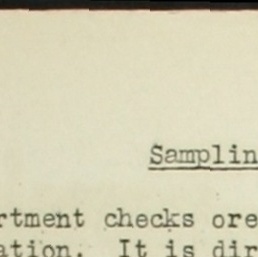 Samplin
rtment checks ore
ation. It is dir